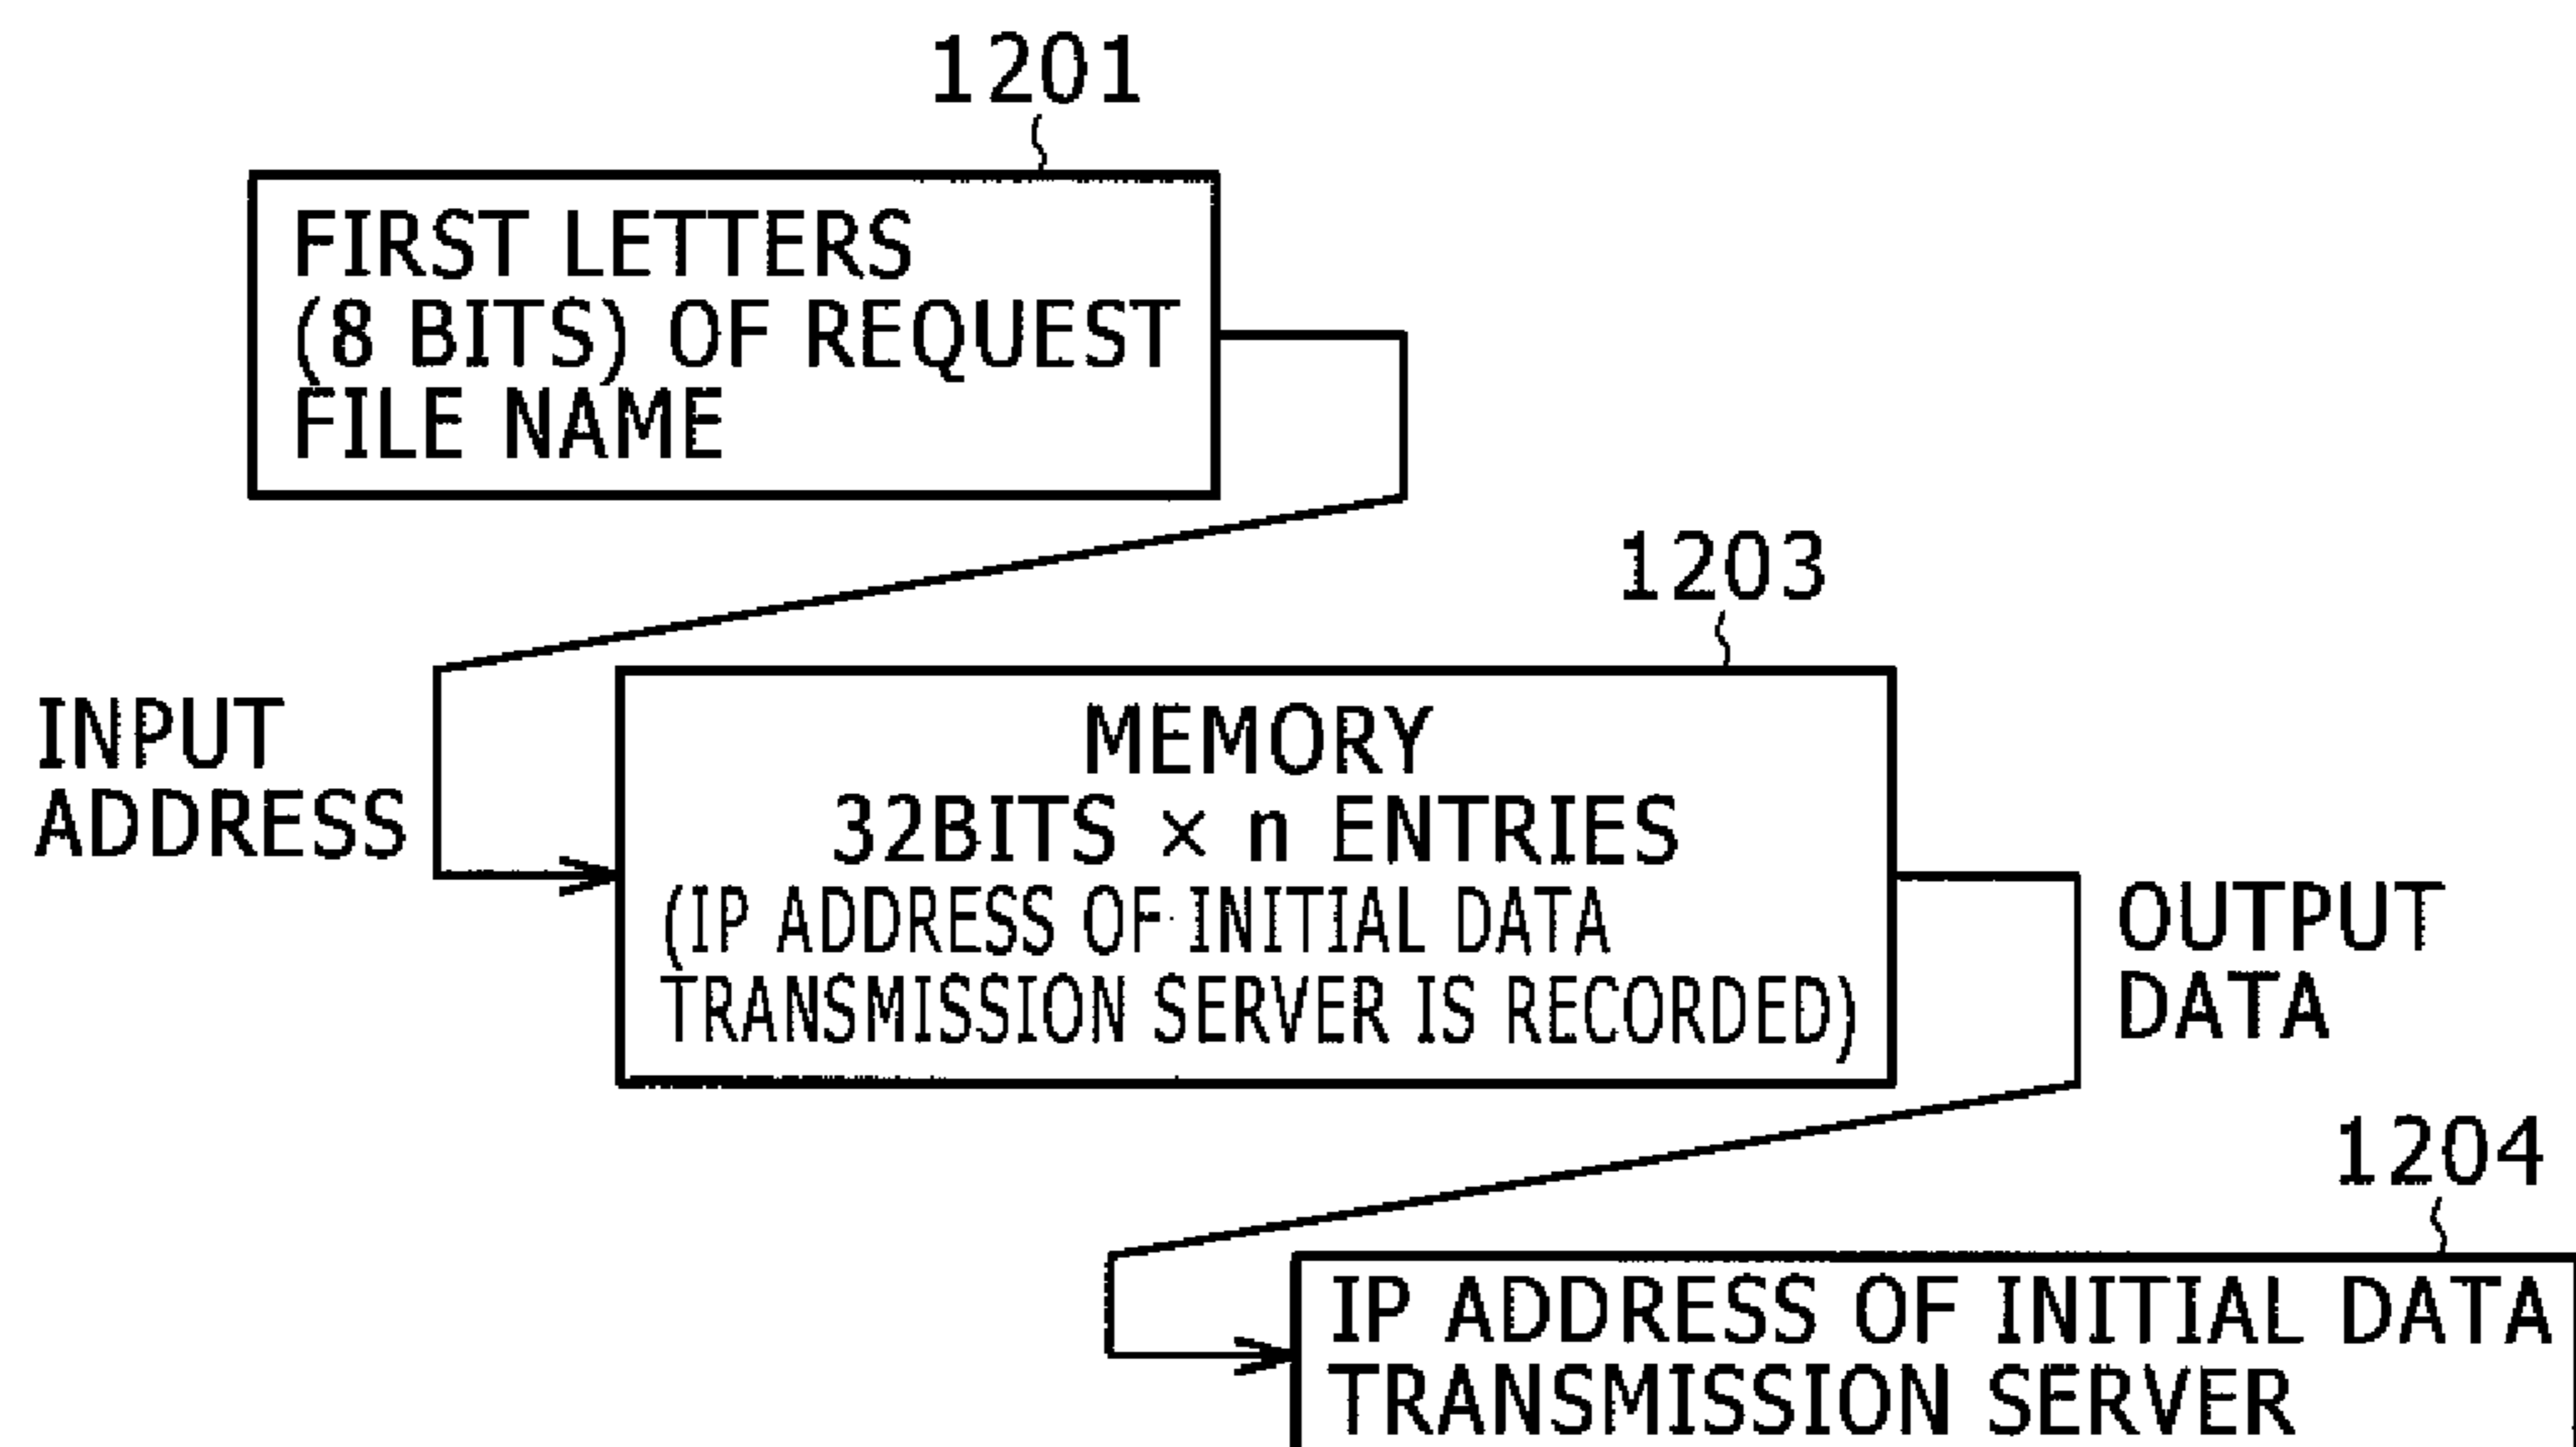 1201
FIRST LETTERS
(8 BITS) OF REQUEST
FILE NAME
1203
INPUT
ADDRESS
MEMORY
32BITS × n ENTRIES
(IP ADDRESS OF INITIAL DATA
TRANSMISSION SERVER IS RECORDED)
OUTPUT
DATA
1204
IP ADDRESS OF INITIAL DATA
TRANSMISSION SERVER